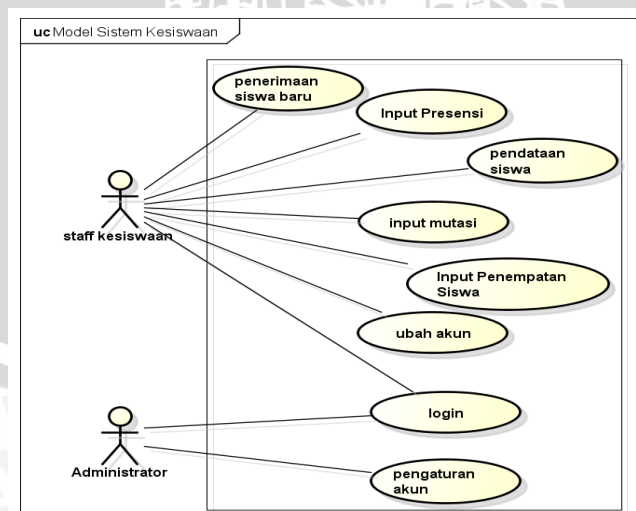 uc Model Sistem Kesiswaan
penerimaan
siswa baru
Input Presensi
pendataan
siswa
staff kesiswaan
input mutasi
Input Penempatan
Siswa
ubah akun
login
Administrator
pengaturan
akun